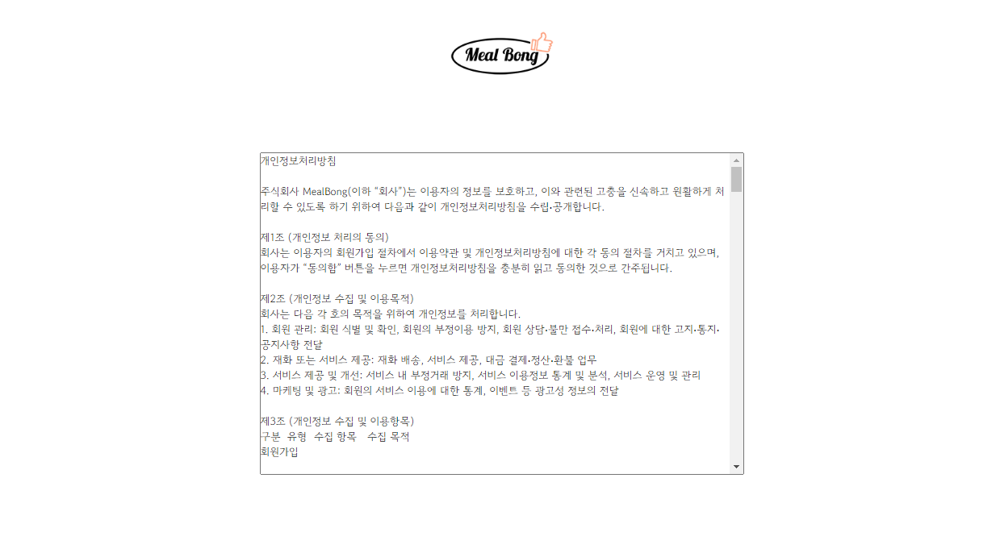 Meal Bong
개인정보처리방침
주식회사 MealBong(이하 “회사”)는 이용자의 정보를 보호하고, 이와 관련된 고충을 신속하고 원활하게 처
리할 수 있도록 하기 위하여 다음과 같이 개인정보처리방침을 수립·공개합니다.
제1조 (개인정보 처리의 동의)
회사는 이용자의 회원가입 절차에서 이용약관 및 개인정보처리방침에 대한 각 동의 절차를 거치고 있으며,
이용자가 “동의함” 버튼을 누르면 개인정보처리방침을 충분히 읽고 동의한 것으로 간주됩니다.
제2조 (개인정보 수집 및 이용목적)
회사는 다음 각 호의 목적을 위하여 개인정보를 처리합니다.
1. 회원 관리: 회원 식별 및 확인, 회원의 부정이용 방지, 회원 상담·불만 접수·처리, 회원에 대한 고지·통지·
공지사항 전달
2. 재화 또는 서비스 제공: 재화 배송, 서비스 제공, 대금 결제·정산·환불 업무
3. 서비스 제공 및 개선: 서비스 내 부정거래 방지, 서비스 이용정보 통계 및 분석, 서비스 운영 및 관리
4. 마케팅 및 광고: 회원의 서비스 이용에 대한 통계, 이벤트 등 광고성 정보의 전달
제3조 (개인정보 수집 및 이용항목)
구분 유형 수집 항목 수집 목적
회원가입